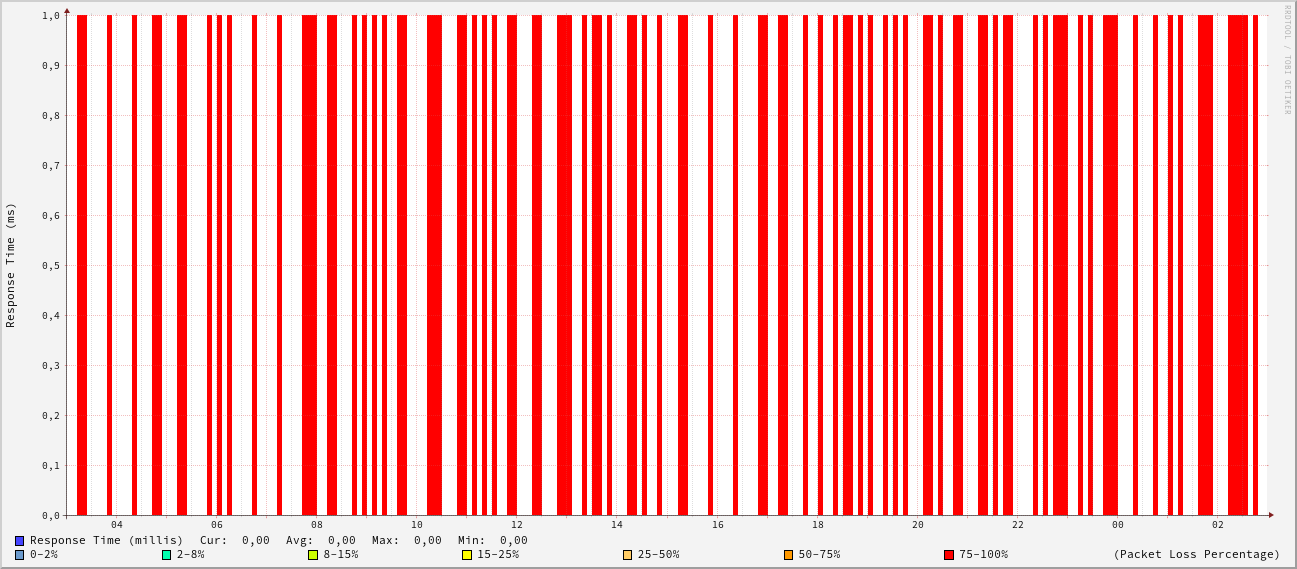 RRDTOOL / TOBI OETIKER
Response Time (ms)
1,0
0,9
0,8
0,7
0,6
0,5
0,4
0,3
0,2
0,1
0,0
04 06 08 10 12 14 16 18 20 22 00 02
Response Time (millis) Cur: 0,00 Avg: 0,00 Max: 0,00 Min: 0,00
0-2% 2-8% 8-15% 15-25% 25-50% 50-75% 75-100% (Packet Loss Percentage)